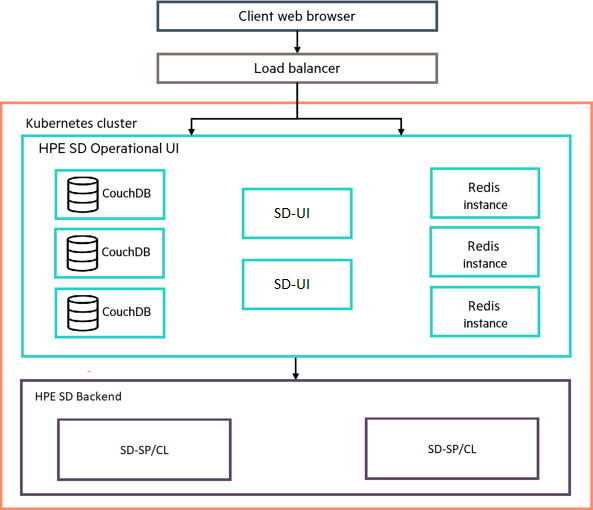 Client web browser
Load balancer
Kubernetes cluster
HPE SD Operational UI
CouchDB
SD-UI
Redis
instance
CouchDB
SD-UI
Redis
instance
CouchDB
Redis
instance
HPE SD Backend
SD-SP/CL
SD-SP/CL